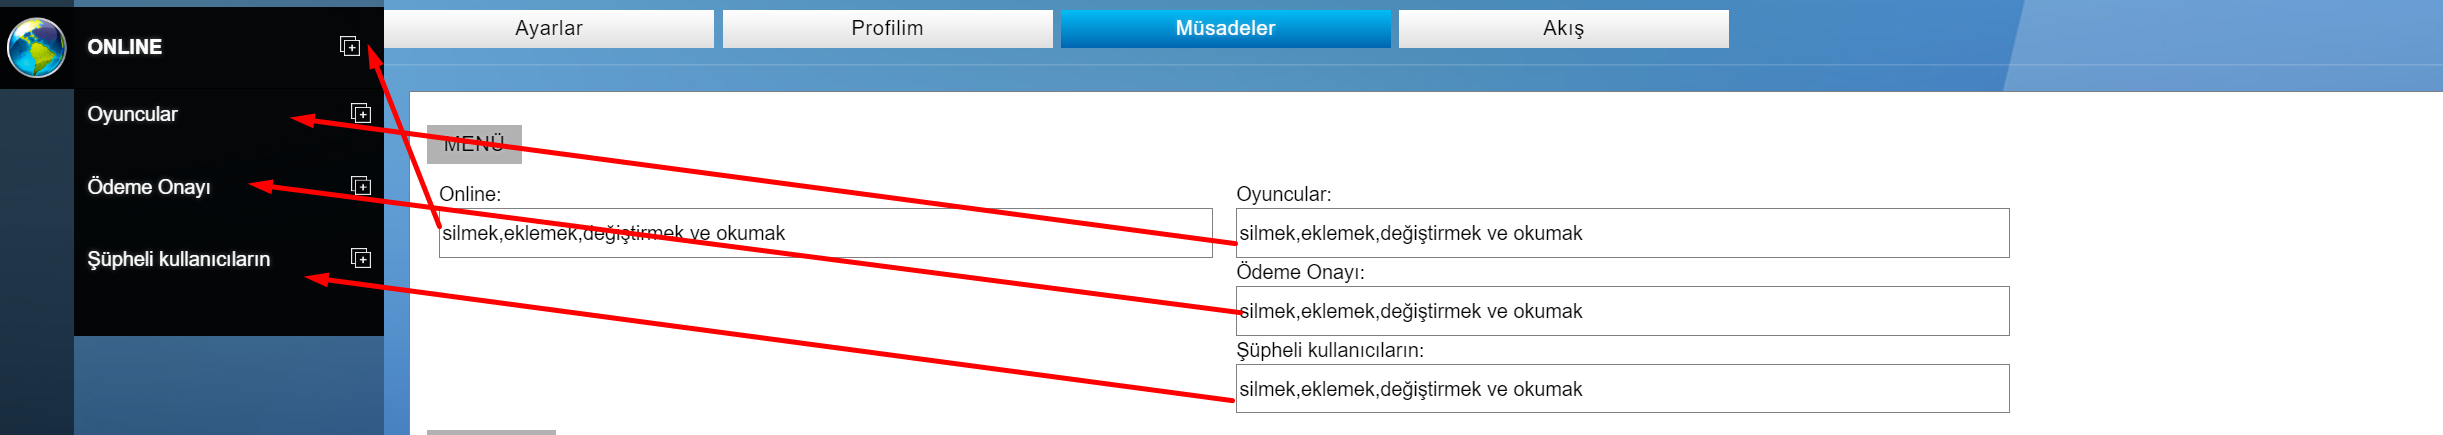 Ayarlar
Profilim
Müsadeler
Akış
ONLINE
Oyuncular
Ödeme Onayı
Şüpheli kullanıcıların
MENÜ
Online:
silmek,eklemek,değiştirmek ve okumak
Oyuncular:
silmek,eklemek,değiştirmek ve okumak
Ödeme Onayı:
silmek,eklemek,değiştirmek ve okumak
Şüpheli kullanıcıların:
silmek,eklemek,değiştirmek ve okumak